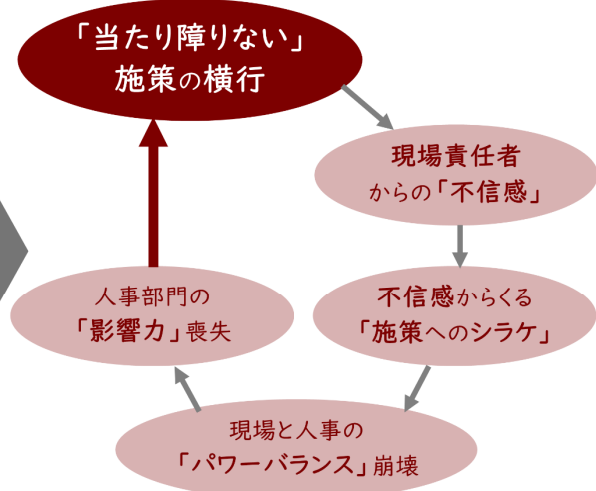 「当たり障りない」
施策の横行
現場責任者
からの「不信感」
不信感からくる
「施策へのシラケ」
現場と人事の
「パワーバランス」崩壊
人事部門の
「影響力」喪失